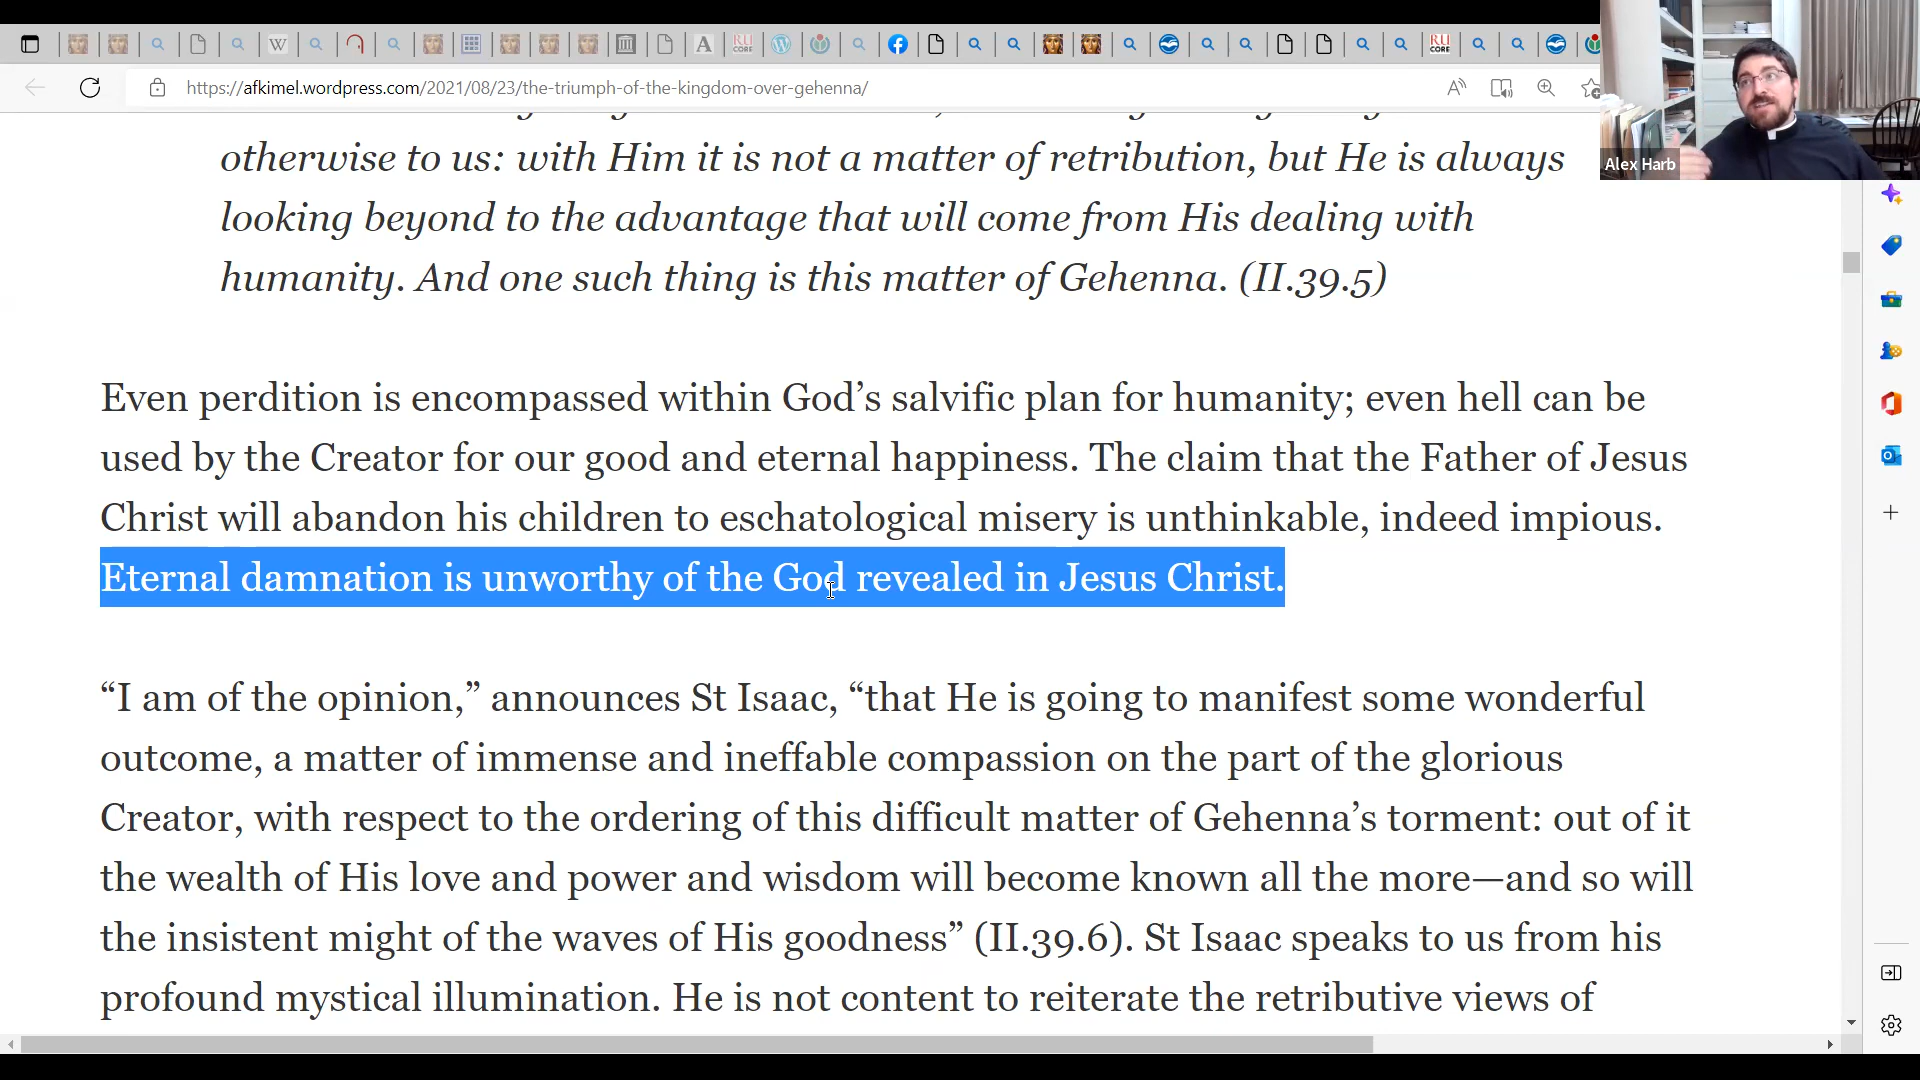 W
A
RU
CORE
RU
CORE
https://afkimel.wordpress.com/2021/08/23/the-triumph-of-the-kingdom-over-gehenna/
Alex Harb
otherwise to us: with Him it is not a matter of retribution, but He is always
looking beyond to the advantage that will come from His dealing with
humanity. And one such thing is this matter of Gehenna. (II.39.5)
Even perdition is encompassed within God’s salvific plan for humanity; even hell can be
used by the Creator for our good and eternal happiness. The claim that the Father of Jesus
Christ will abandon his children to eschatological misery is unthinkable, indeed impious.
Eternal damnation is unworthy of the God revealed in Jesus Christ.
“I am of the opinion,” announces St Isaac, “that He is going to manifest some wonderful
outcome, a matter of immense and ineffable compassion on the part of the glorious
Creator, with respect to the ordering of this difficult matter of Gehenna’s torment: out of it
the wealth of His love and power and wisdom will become known all the more—and so will
the insistent might of the waves of His goodness” (II.39.6). St Isaac speaks to us from his
profound mystical illumination. He is not content to reiterate the retributive views of